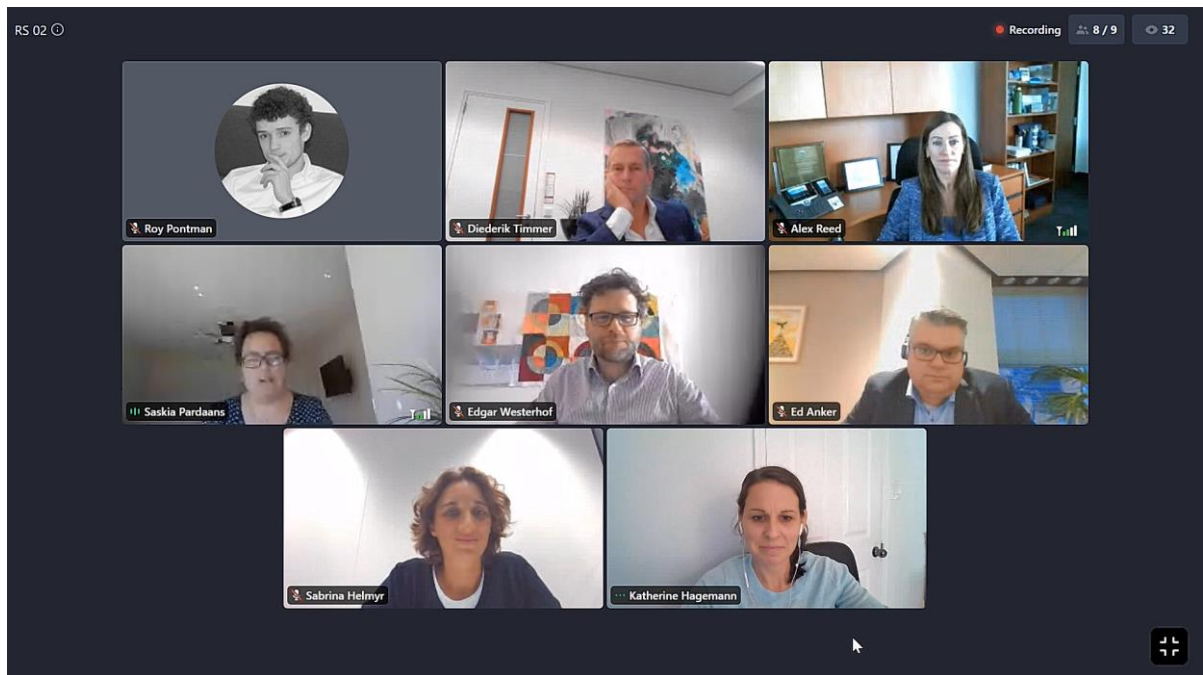 RS 02
Recording
8 / 9
32
Roy Pontman
Diederik Timmer
Alex Reed
Saskia Pardaans
Edgar Westerhof
Ed Anker
Sabrina Helmyr
Katherine Hagemann